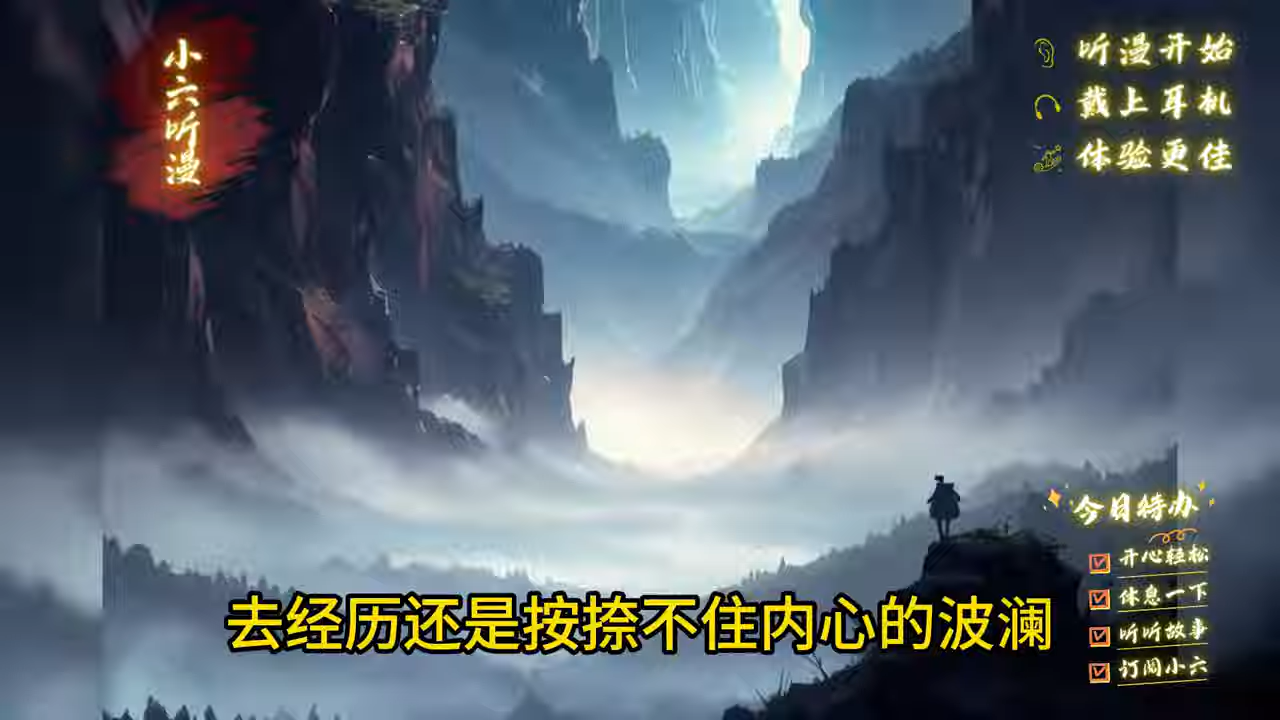 小六听漫
听漫开始
戴上耳机
体验更佳
今日待办
开心轻松
休息一下
听听故事
订阅小六
去经历还是按捺不住内心的波澜